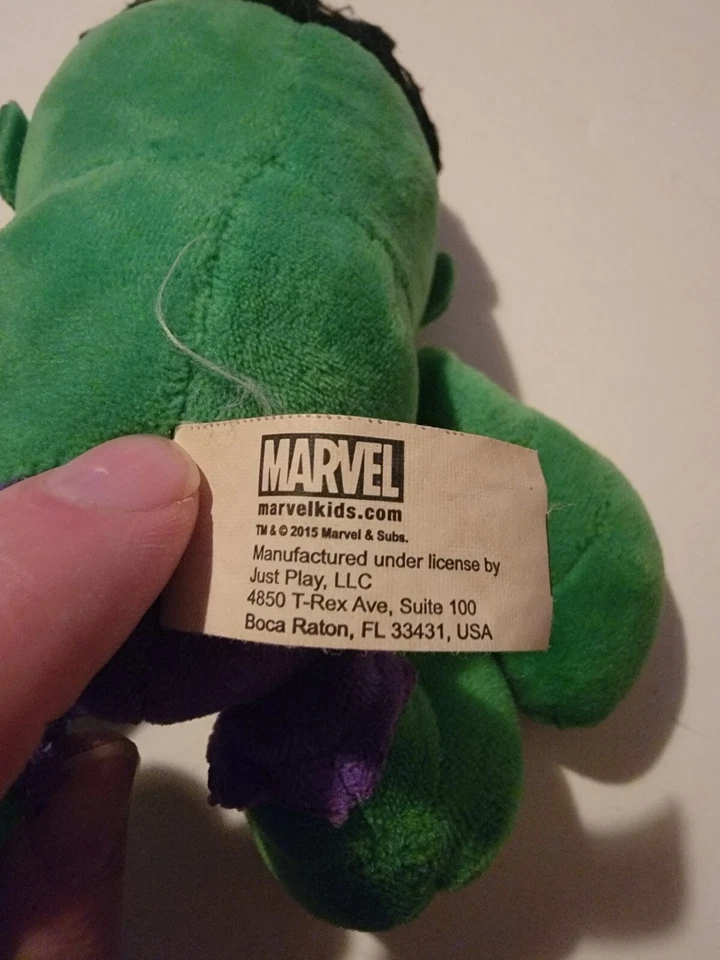 MARVEL
marvelkids.com
TM & © 2015 Marvel & Subs.
Manufactured under license by
Just Play, LLC
4850 T-Rex Ave, Suite 100
Boca Raton, FL 33431, USA